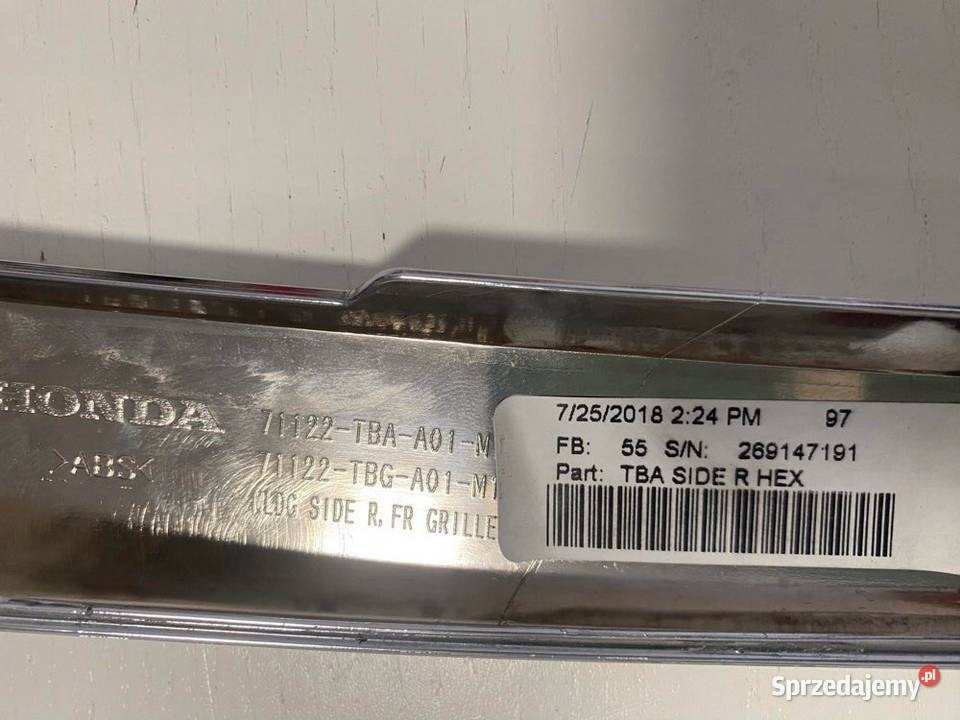 HONDA
>ABS<
71122-TBA-A01-M
71122-TBG-A01-M1
SIDE R, FR GRILLE
7/25/2018 2:24 PM 97
FB: 55 S/N: 269147191
Part: TBA SIDE R HEX
Sprzedajemy.pl